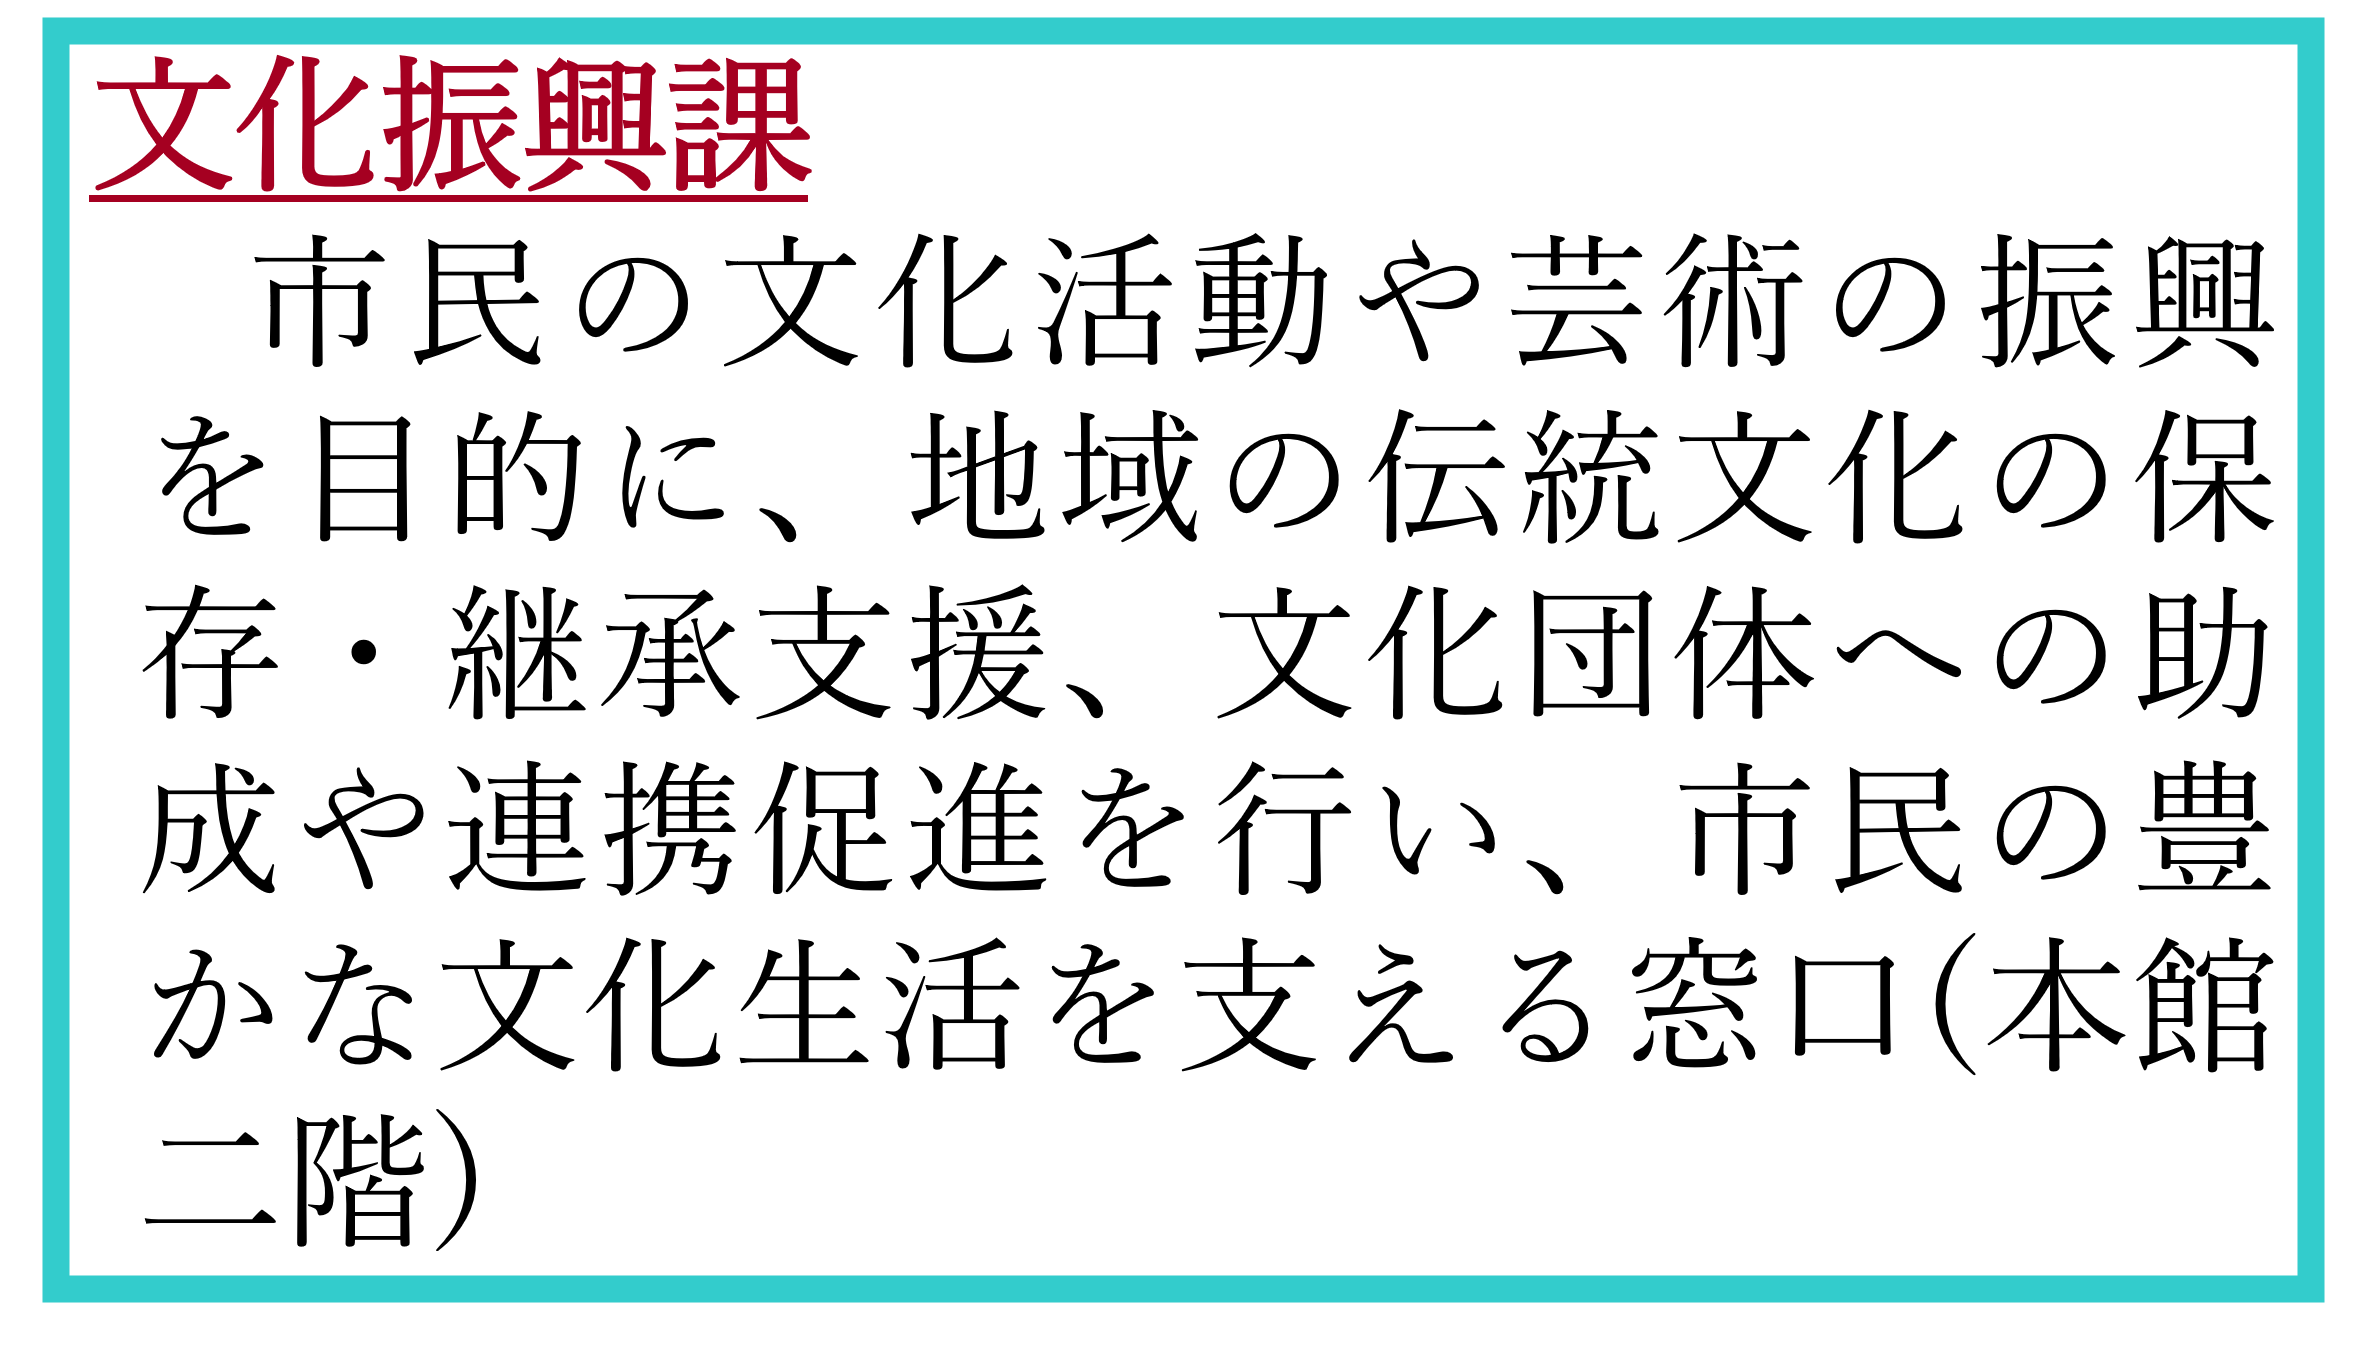 文化振興課
市民の文化活動や芸術の振興
を目的に、地域の伝統文化の保
存・継承支援、文化団体への助
成や連携促進を行い、市民の豊
かな文化生活を支える窓口(本館
二階)